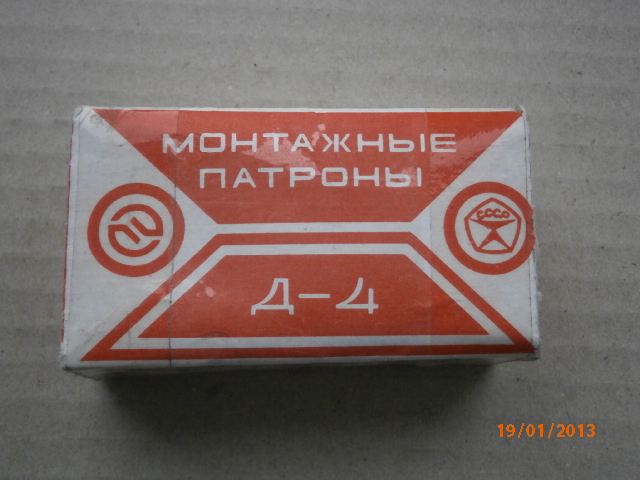 МОНТАЖНЫЕ
ПАТРОНЫ
СССР
Д-4
19/01/2013